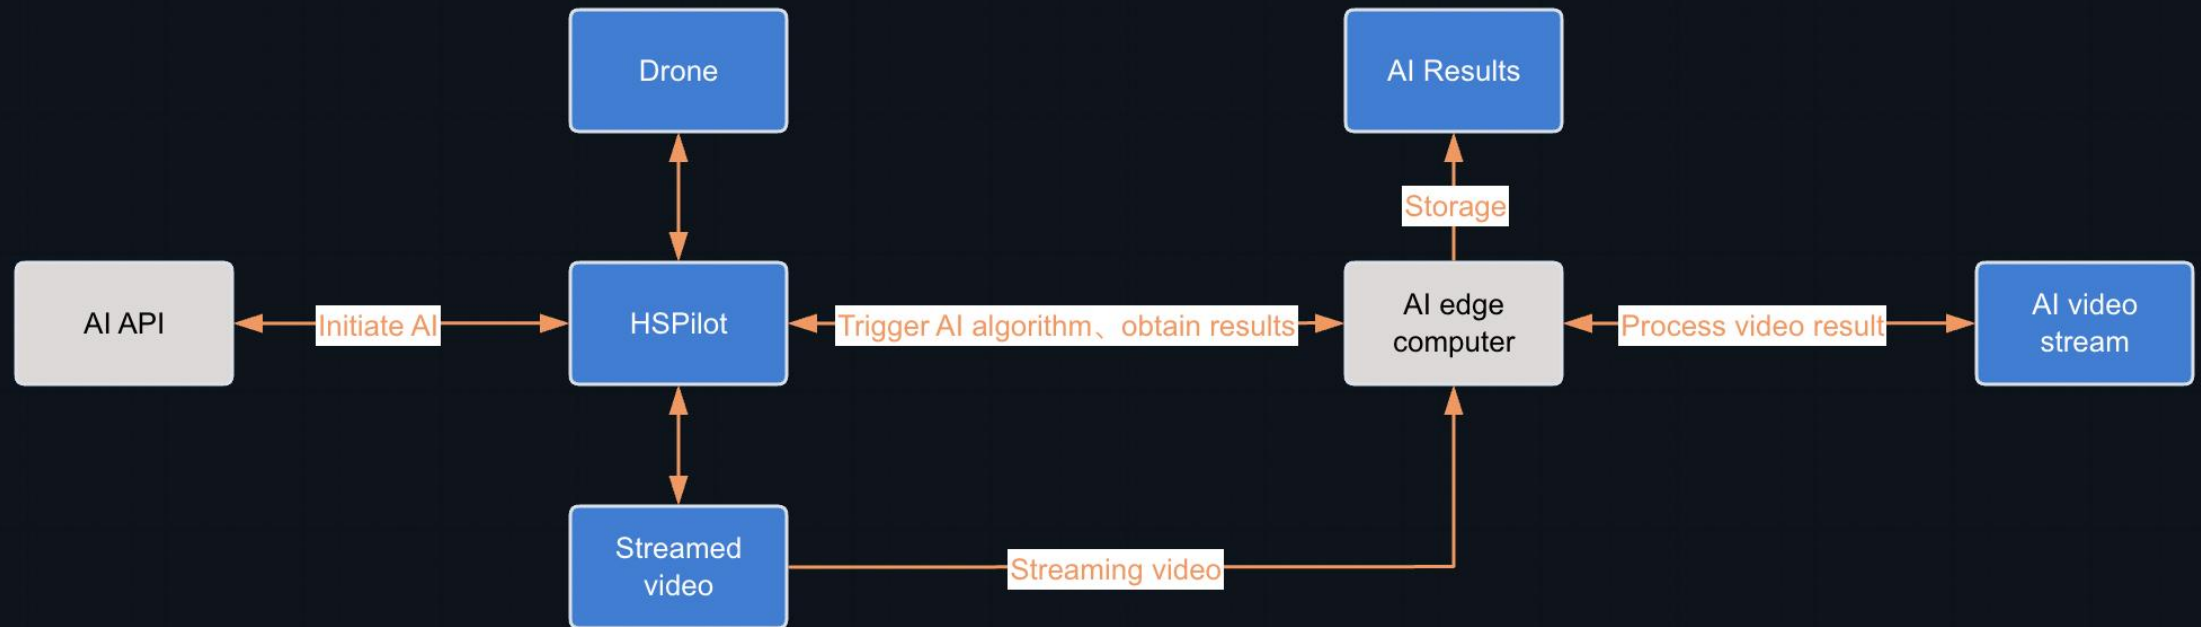 Drone
AI Results
Storage
AI API
Initiate AI
HSPilot
Trigger AI algorithm、obtain results
AI edge
computer
Process video result
AI video
stream
Streamed
video
Streaming video